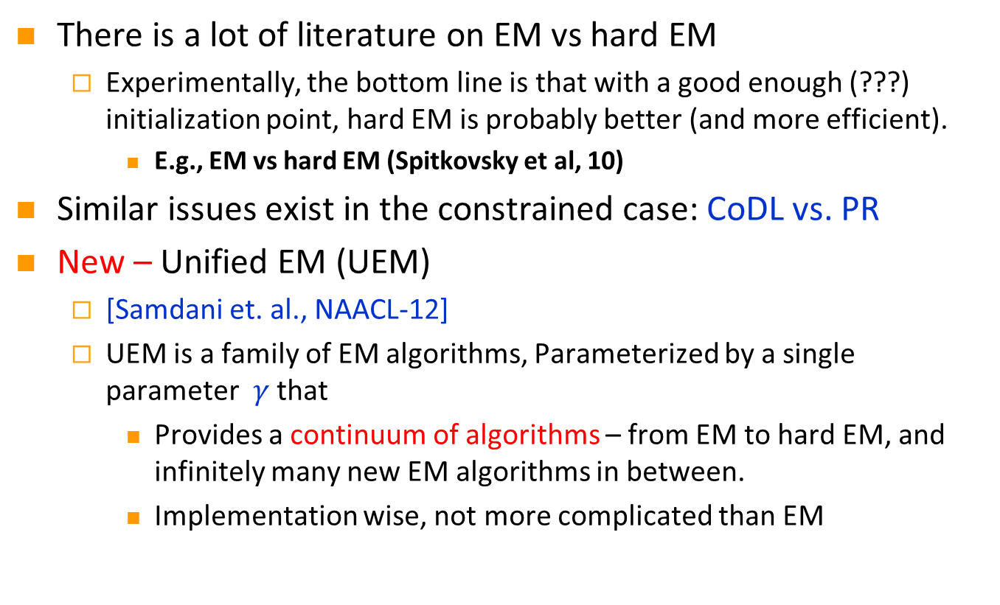 There is a lot of literature on EM vs hard EM
Experimentally, the bottom line is that with a good enough (???)
initialization point, hard EM is probably better (and more efficient).
E.g., EM vs hard EM (Spitkovsky et al, 10)
Similar issues exist in the constrained case: CoDL vs. PR
New – Unified EM (UEM)
[Samdani et. al., NAACL-12]
UEM is a family of EM algorithms, Parameterized by a single
parameter γ that
Provides a continuum of algorithms – from EM to hard EM, and
infinitely many new EM algorithms in between.
Implementation wise, not more complicated than EM